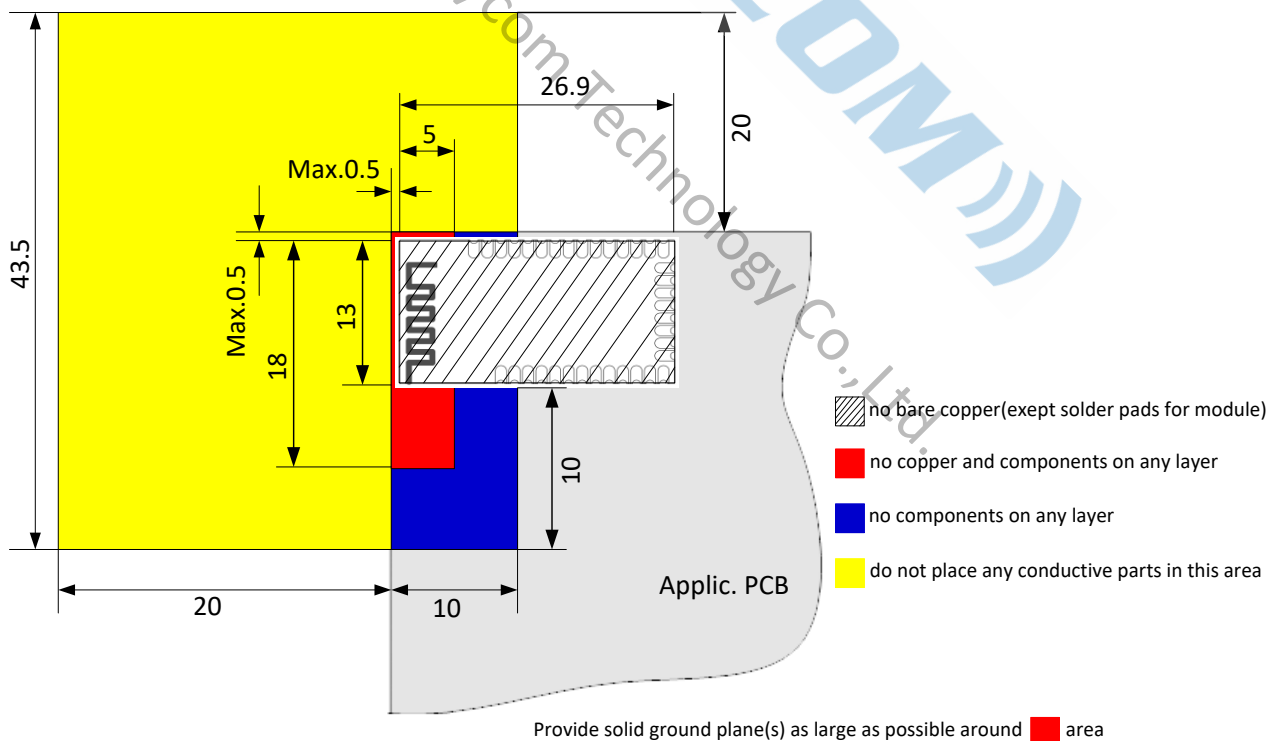 COM
ycom Technology Co.,Ltd.
43.5
26.9
20
5
Max.0.5
Max.0.5
13
18
10
20
10
Applic. PCB
no bare copper(exept solder pads for module)
no copper and components on any layer
no components on any layer
do not place any conductive parts in this area
Provide solid ground plane(s) as large as possible around area